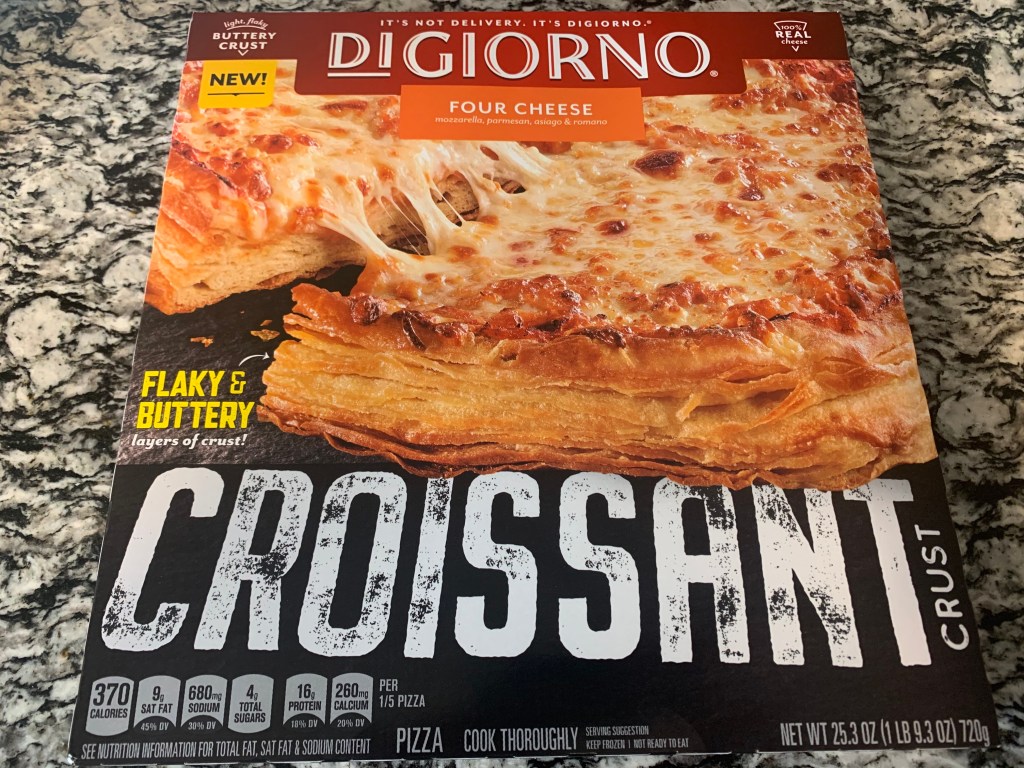 IT'S NOT DELIVERY. IT'S DIGIORNO.®
light, flaky
BUTTERY
CRUST
DIGIORNO®
100%
REAL
cheese
NEW!
FOUR CHEESE
mozzarella, parmesan, asiago & romano
FLAKY &
BUTTERY
layers of crust!
CROISSANT
CRUST
370
CALORIES
9g
SAT FAT
45% DV
680mg
SODIUM
30% DV
4g
TOTAL
SUGARS
16g
PROTEIN
18% DV
260mg
CALCIUM
20% DV
PER
1/5 PIZZA
SEE NUTRITION INFORMATION FOR TOTAL FAT, SAT FAT & SODIUM CONTENT
PIZZA
COOK THOROUGHLY
SERVING SUGGESTION
KEEP FROZEN | NOT READY TO EAT
NET WT 25.3 OZ (1 LB 9.3 OZ) 720g